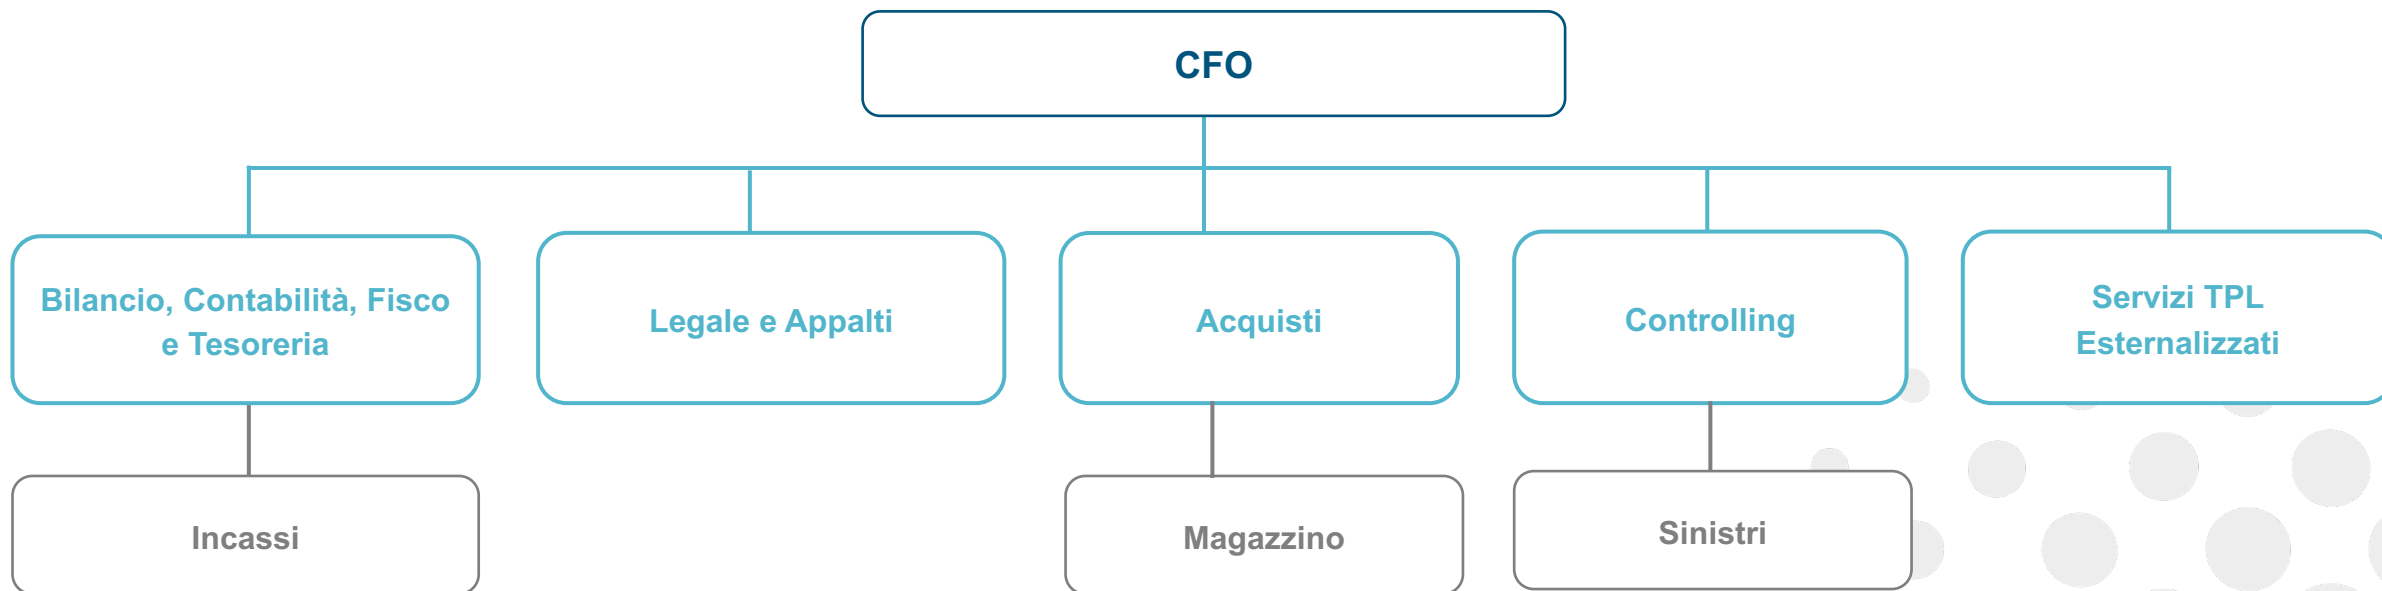 CFO
Bilancio, Contabilità, Fisco
e Tesoreria
Legale e Appalti
Acquisti
Controlling
Servizi TPL
Esternalizzati
Incassi
Magazzino
Sinistri